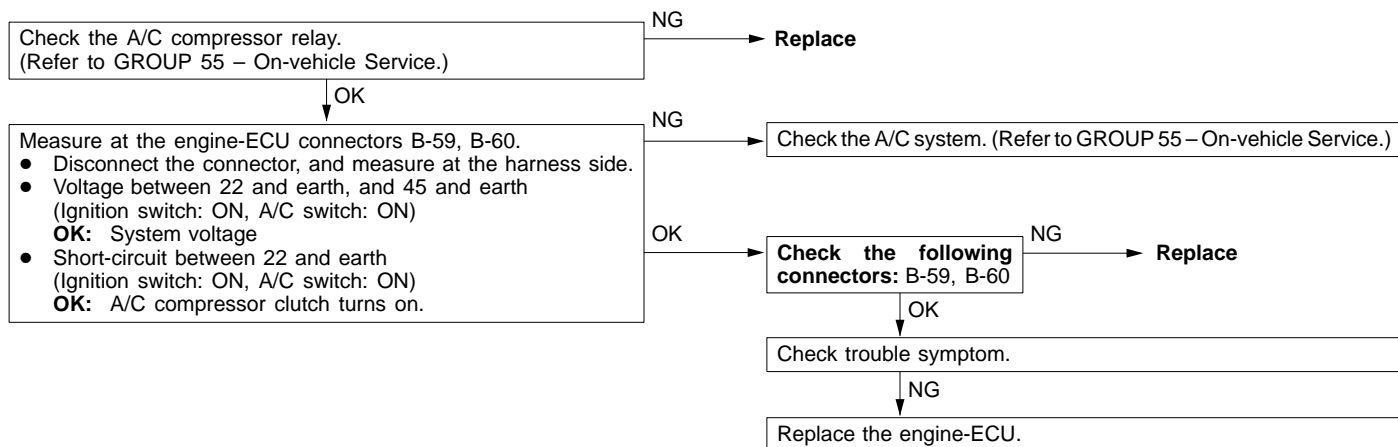 Check the A/C compressor relay.
(Refer to GROUP 55 – On-vehicle Service.)
NG
Replace
OK
Measure at the engine-ECU connectors B-59, B-60.
● Disconnect the connector, and measure at the harness side.
● Voltage between 22 and earth, and 45 and earth
(Ignition switch: ON, A/C switch: ON)
OK: System voltage
● Short-circuit between 22 and earth
(Ignition switch: ON, A/C switch: ON)
OK: A/C compressor clutch turns on.
NG
Check the A/C system. (Refer to GROUP 55 – On-vehicle Service.)
OK
Check the following
connectors: B-59, B-60
NG
Replace
OK
Check trouble symptom.
NG
Replace the engine-ECU.